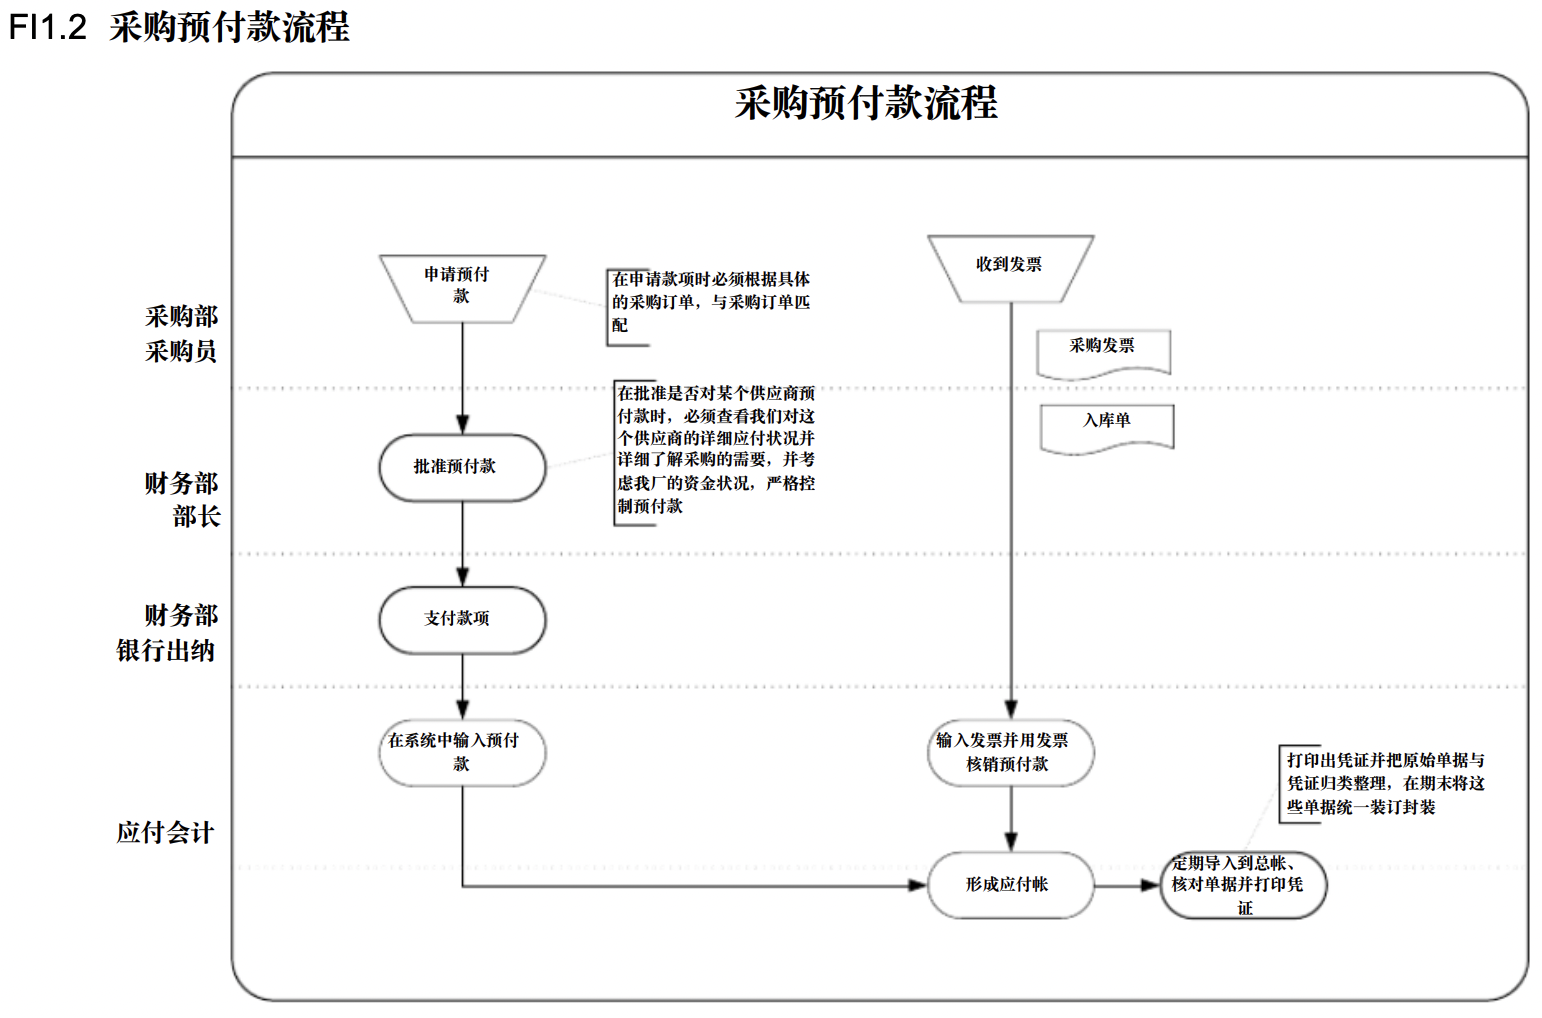 FI1.2 采购预付款流程
采购预付款流程
采购部
采购员
申请预付
款
在申请款项时必须根据具体
的采购订单，与采购订单匹
配
收到发票
采购发票
入库单
财务部
部长
批准预付款
在批准是否对某个供应商预
付款时，必须查看我们对这
个供应商的详细应付状况并
详细了解采购的需要，并考
虑我厂的资金状况，严格控
制预付款
财务部
银行出纳
支付款项
应付会计
在系统中输入预付
款
输入发票并用发票
核销预付款
打印出凭证并把原始单据与
凭证归类整理，在期末将这
些单据统一装订封装
形成应付帐
定期导入到总帐、
核对单据并打印凭
证